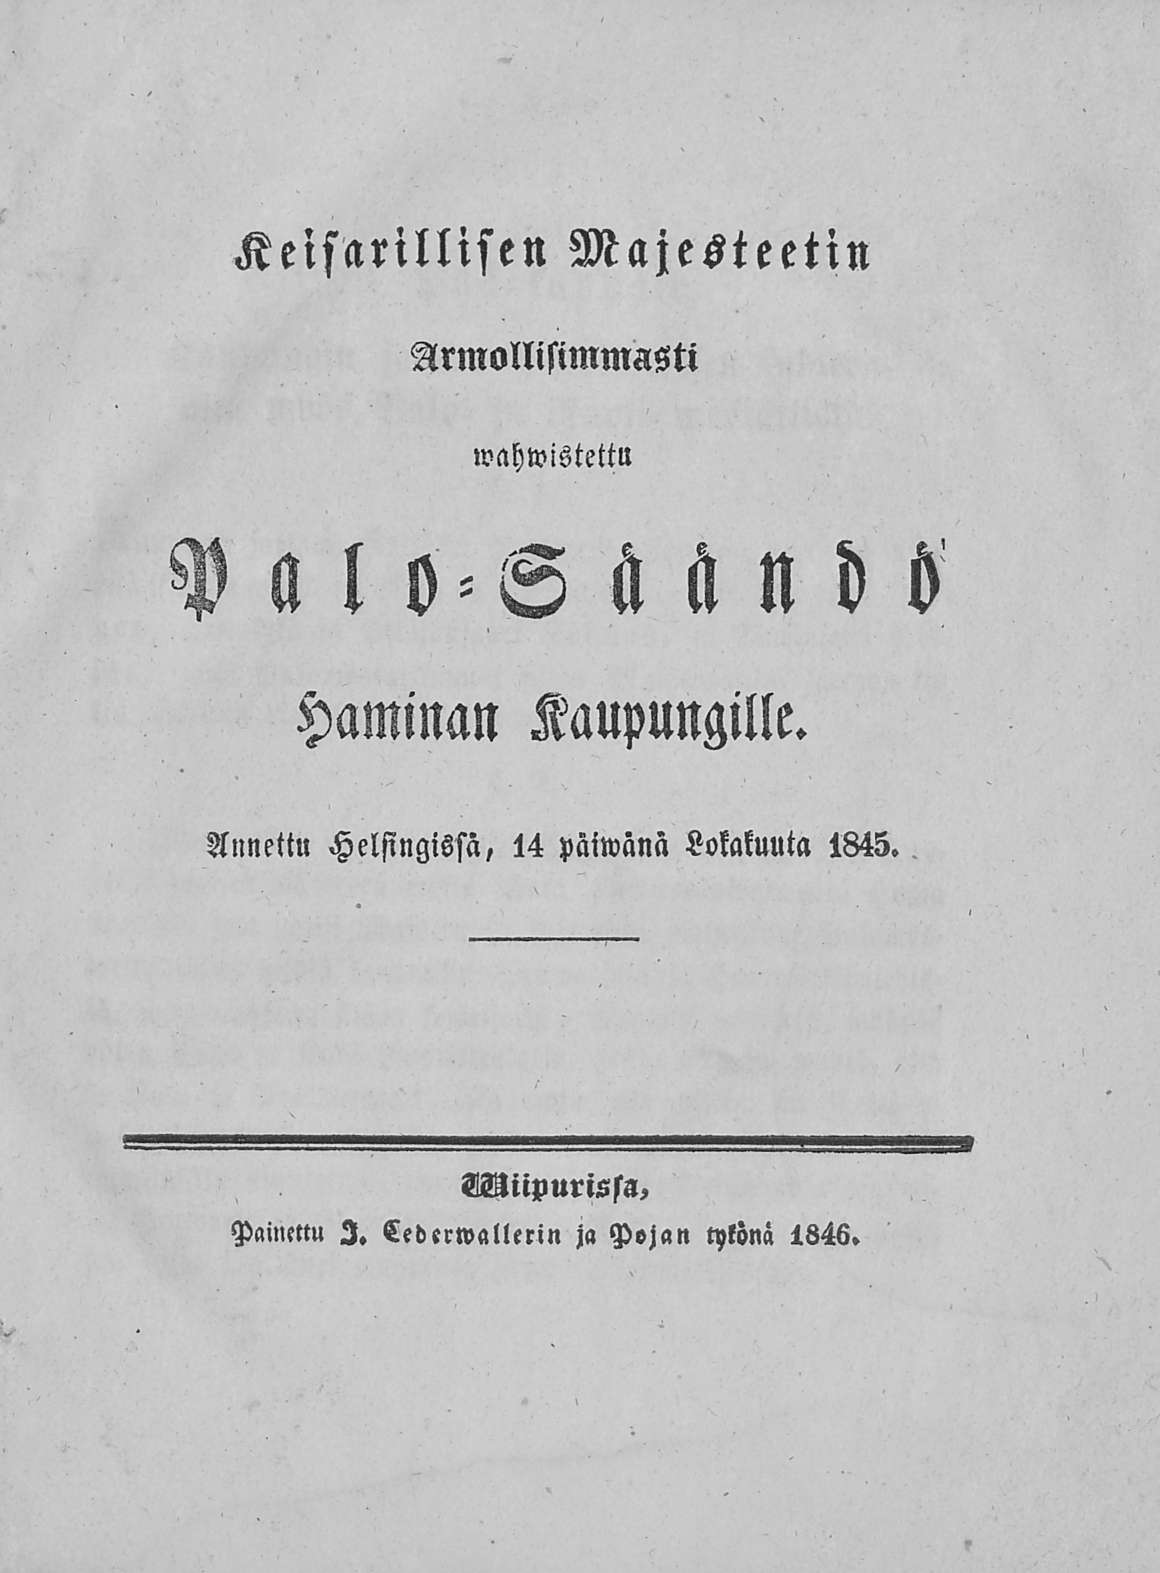 Keisarillisen Majesteetin
Armollisimmasti
wahwistettu
Palo-Säändö
Haminan Kaupungille.
Annettu Helsingissä, 14 päiwänä Lokakuuta 1845.
Wiipurissa,
Painettu J. Cederwallerin ja Pojan tykönä 1846.